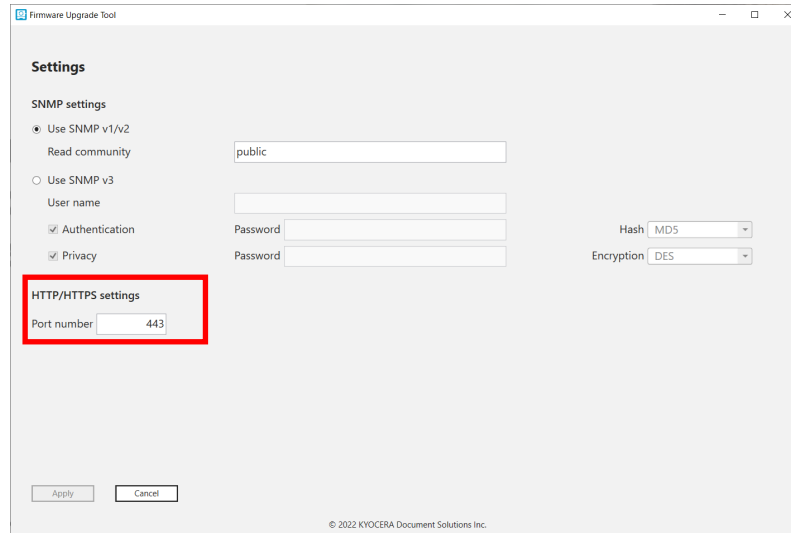 Firmware Upgrade Tool
Settings
SNMP settings
Use SNMP v1/v2
Read community public
Use SNMP v3
User name
Authentication Password Hash MD5
Privacy Password Encryption DES
HTTP/HTTPS settings
Port number 443
Apply Cancel
© 2022 KYOCERA Document Solutions Inc.